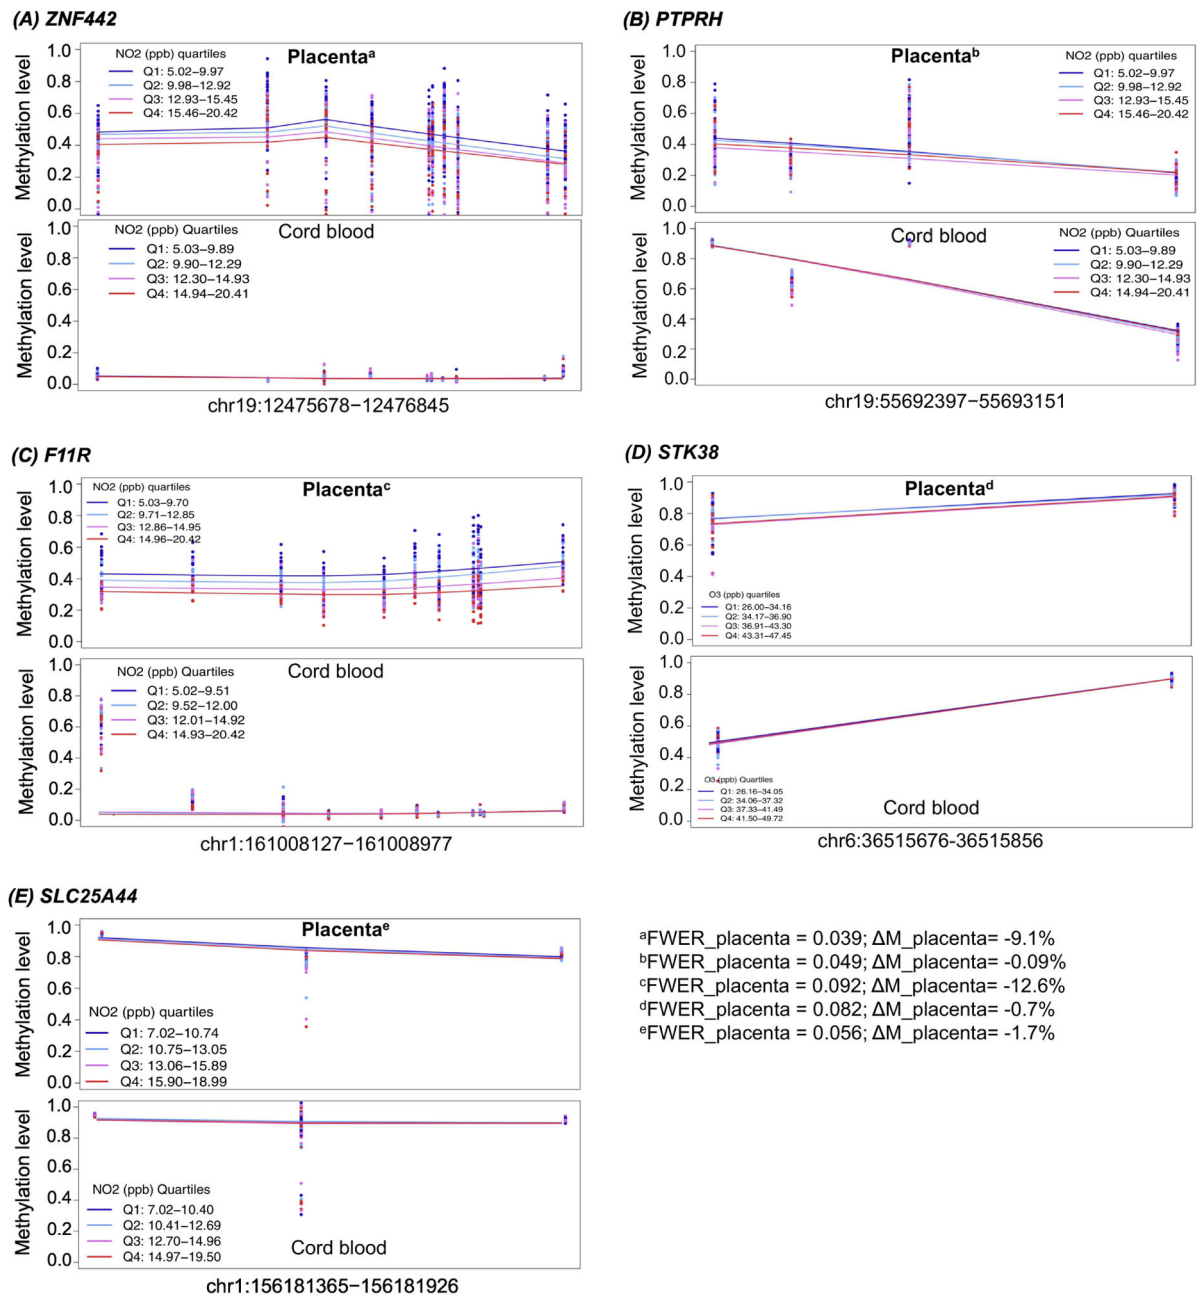 (A) ZNF442
Methylation level
1.0
0.8
0.6
0.4
0.2
0.0
NO2 (ppb) quartiles
Q1: 5.02–9.97
Q2: 9.98–12.92
Q3: 12.93–15.45
Q4: 15.46–20.42
Placentaᵃ
Methylation level
1.0
0.8
0.6
0.4
0.2
0.0
NO2 (ppb) Quartiles
Q1: 5.03–9.89
Q2: 9.90–12.29
Q3: 12.30–14.93
Q4: 14.94–20.41
Cord blood
chr19:12475678–12476845
(B) PTPRH
Methylation level
1.0
0.8
0.6
0.4
0.2
0.0
Placentaᵇ
NO2 (ppb) quartiles
Q1: 5.02–9.97
Q2: 9.98–12.92
Q3: 12.93–15.45
Q4: 15.46–20.42
Methylation level
1.0
0.8
0.6
0.4
0.2
0.0
Cord blood
NO2 (ppb) Quartiles
Q1: 5.03–9.89
Q2: 9.90–12.29
Q3: 12.30–14.93
Q4: 14.94–20.41
chr19:55692397–55693151
(C) F11R
Methylation level
1.0
0.8
0.6
0.4
0.2
0.0
NO2 (ppb) quartiles
Q1: 5.03–9.70
Q2: 9.71–12.85
Q3: 12.86–14.95
Q4: 14.96–20.42
Placentaᶜ
Methylation level
1.0
0.8
0.6
0.4
0.2
0.0
NO2 (ppb) Quartiles
Q1: 5.02–9.51
Q2: 9.52–12.00
Q3: 12.01–14.92
Q4: 14.93–20.42
Cord blood
chr1:161008127–161008977
(D) STK38
Methylation level
1.0
0.8
0.6
0.4
0.2
0.0
Placentaᵈ
O3 (ppb) quartiles
Q1: 26.00–34.16
Q2: 34.17–36.90
Q3: 36.91–43.30
Q4: 43.31–47.45
Methylation level
1.0
0.8
0.6
0.4
0.2
0.0
O3 (ppb) Quartiles
Q1: 26.16–34.05
Q2: 34.06–37.32
Q3: 37.33–41.49
Q4: 41.50–49.72
Cord blood
chr6:36515676-36515856
(E) SLC25A44
Methylation level
1.0
0.8
0.6
0.4
0.2
0.0
Placentaᵉ
NO2 (ppb) quartiles
Q1: 7.02–10.74
Q2: 10.75–13.05
Q3: 13.06–15.89
Q4: 15.90–18.99
Methylation level
1.0
0.8
0.6
0.4
0.2
0.0
NO2 (ppb) Quartiles
Q1: 7.02–10.40
Q2: 10.41–12.69
Q3: 12.70–14.96
Q4: 14.97–19.50
Cord blood
chr1:156181365–156181926
ᵃFWER_placenta = 0.039; ΔM_placenta= -9.1%
ᵇFWER_placenta = 0.049; ΔM_placenta= -0.09%
ᶜFWER_placenta = 0.092; ΔM_placenta= -12.6%
ᵈFWER_placenta = 0.082; ΔM_placenta= -0.7%
ᵉFWER_placenta = 0.056; ΔM_placenta= -1.7%